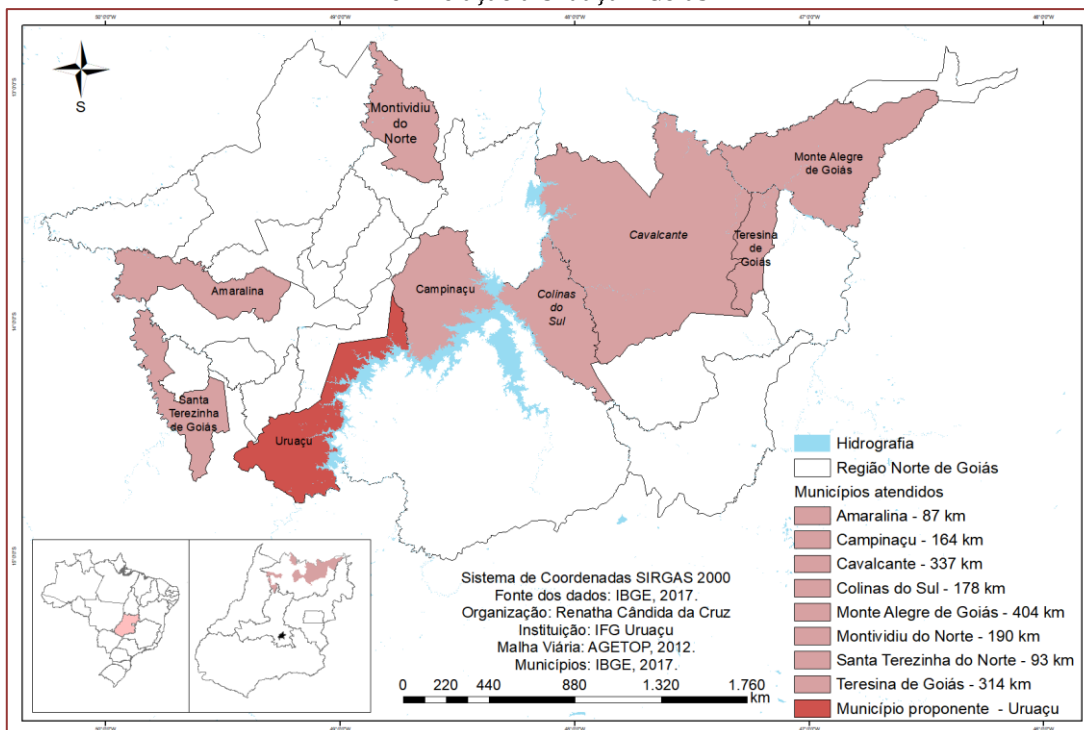 S
Montividiu
do
Norte
Monte Alegre
de Goiás
Cavalcante
Teresina
de
Goiás
Amaralina
Campinaçu
Colinas
do
Sul
Santa
Terezinha
de Goiás
Uruaçu
Hidrografia
Região Norte de Goiás
Municípios atendidos
Amaralina - 87 km
Campinaçu - 164 km
Cavalcante - 337 km
Colinas do Sul - 178 km
Monte Alegre de Goiás - 404 km
Montividiu do Norte - 190 km
Santa Terezinha do Norte - 93 km
Teresina de Goiás - 314 km
Município proponente - Uruaçu
Sistema de Coordenadas SIRGAS 2000
Fonte dos dados: IBGE, 2017.
Organização: Renatha Cândida da Cruz
Instituição: IFG Uruaçu
Malha Viária: AGETOP, 2012.
Municípios: IBGE, 2017.
0 220 440 880 1.320 1.760
km